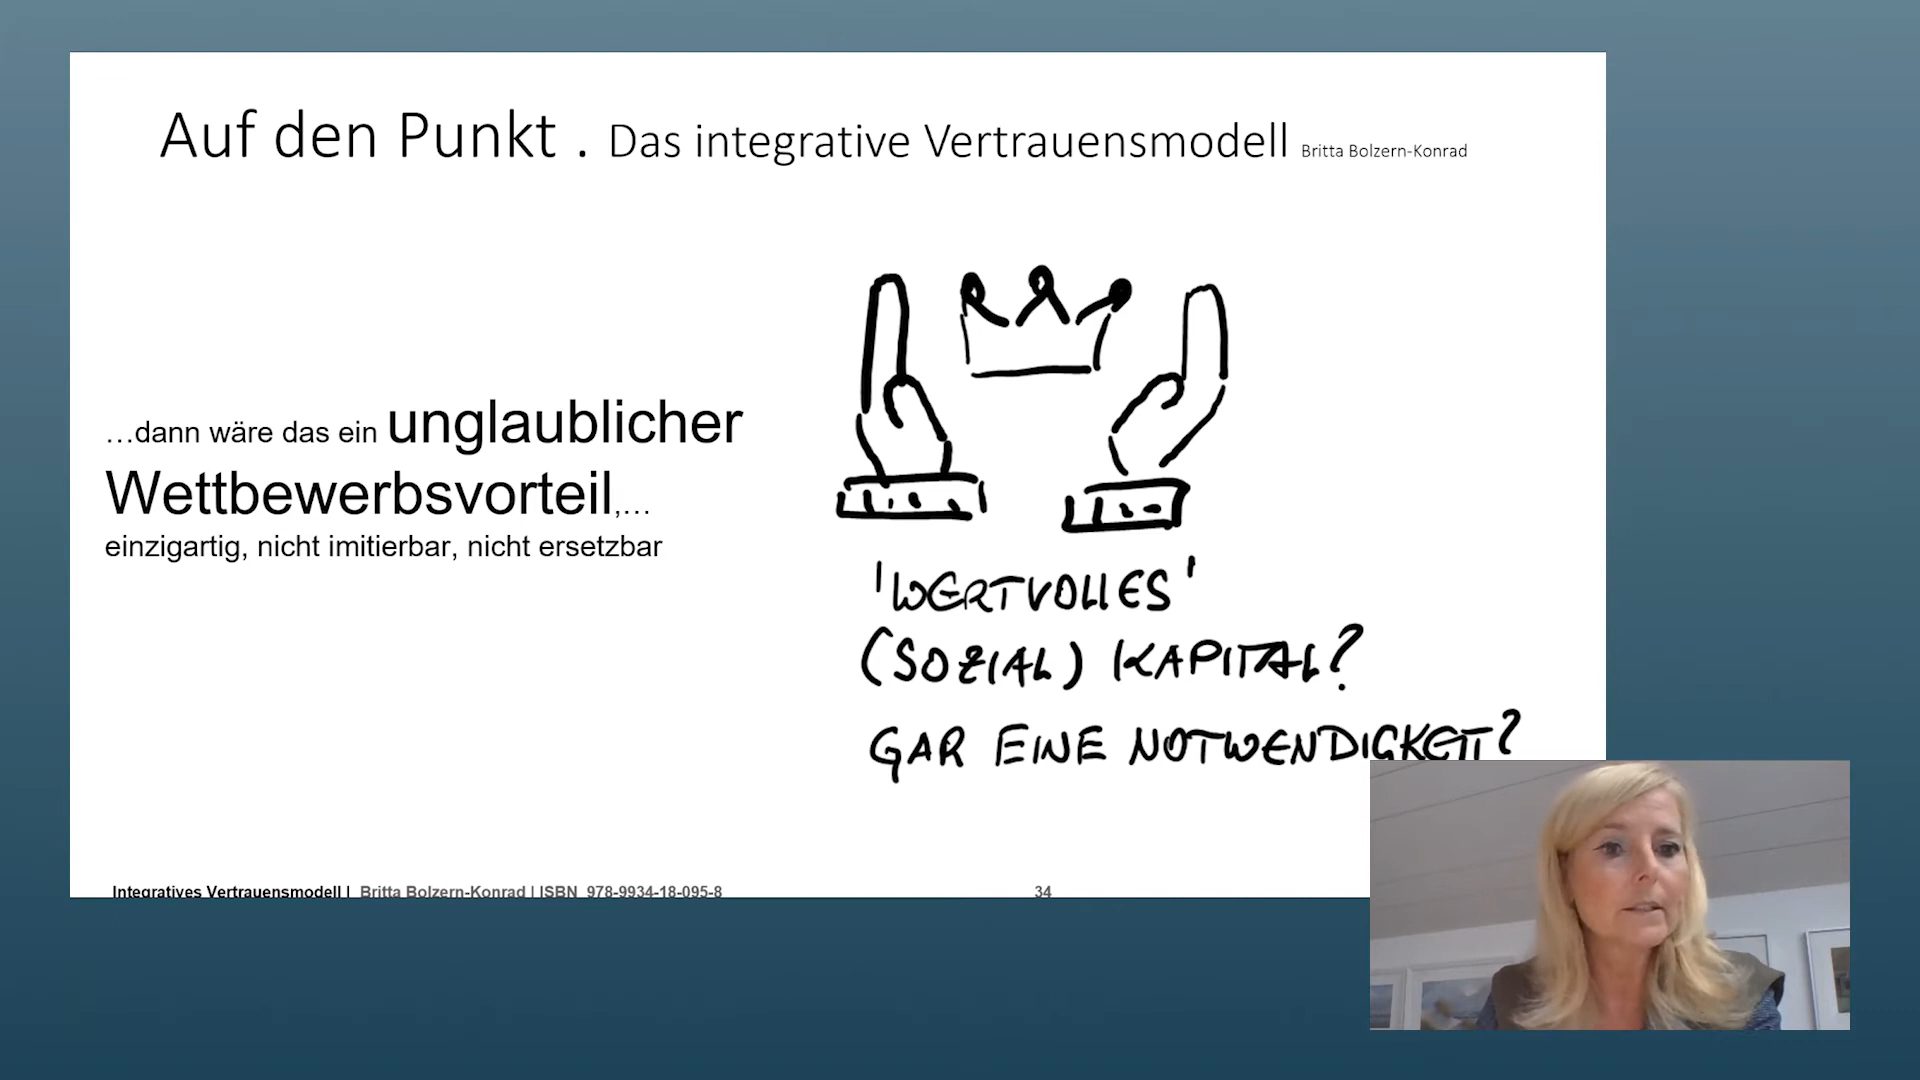 Auf den Punkt . Das integrative Vertrauensmodell Britta Bolzern-Konrad
…dann wäre das ein unglaublicher
Wettbewerbsvorteil,…
einzigartig, nicht imitierbar, nicht ersetzbar
'WERTVOLLES'
(SOZIAL) KAPITAL?
GAR EINE NOTWENDIGKEIT?
Integratives Vertrauensmodell | Britta Bolzern-Konrad | ISBN 978-9934-18-095-8
34